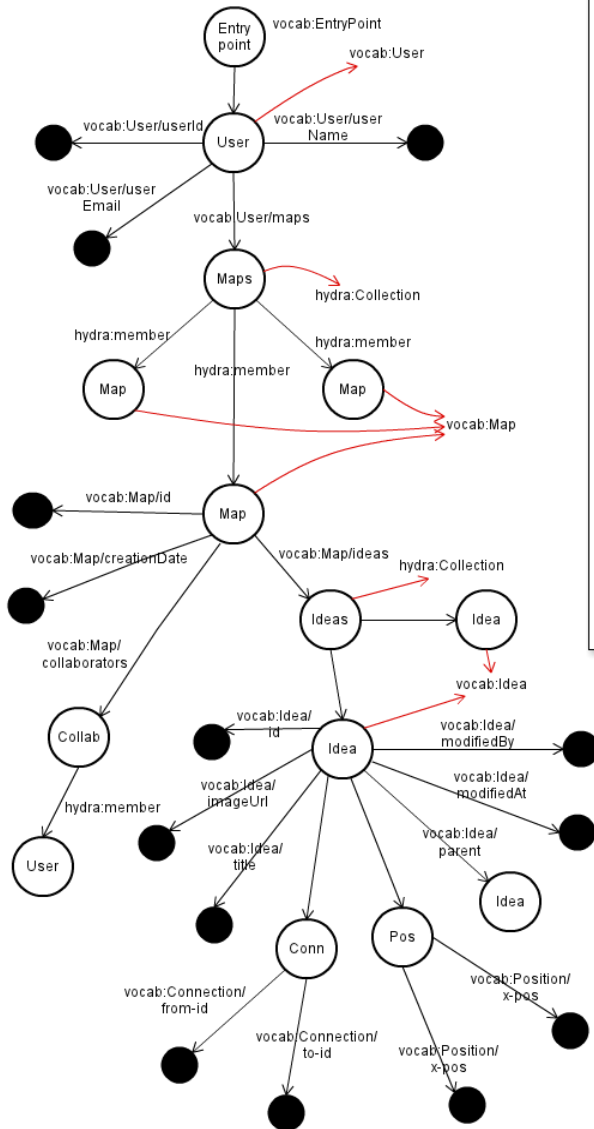 Entry
point
vocab:EntryPoint
vocab:User
vocab:User/userId
User
vocab:User/user
Name
vocab:User/user
Email
vocab:User/maps
Maps
hydra:Collection
hydra:member
hydra:member
hydra:member
Map
Map
vocab:Map
vocab:Map/id
Map
vocab:Map/creationDate
vocab:Map/ideas
hydra:Collection
Ideas
Idea
vocab:Map/
collaborators
vocab:Idea
vocab:Idea/
id
Collab
Idea
vocab:Idea/
modifiedBy
vocab:Idea/
imageUrl
vocab:Idea/
modifiedAt
hydra:member
User
vocab:Idea/
title
vocab:Idea/
parent
Idea
Conn
Pos
vocab:Connection/
from-id
vocab:Position/
x-pos
vocab:Connection/
to-id
vocab:Position/
x-pos